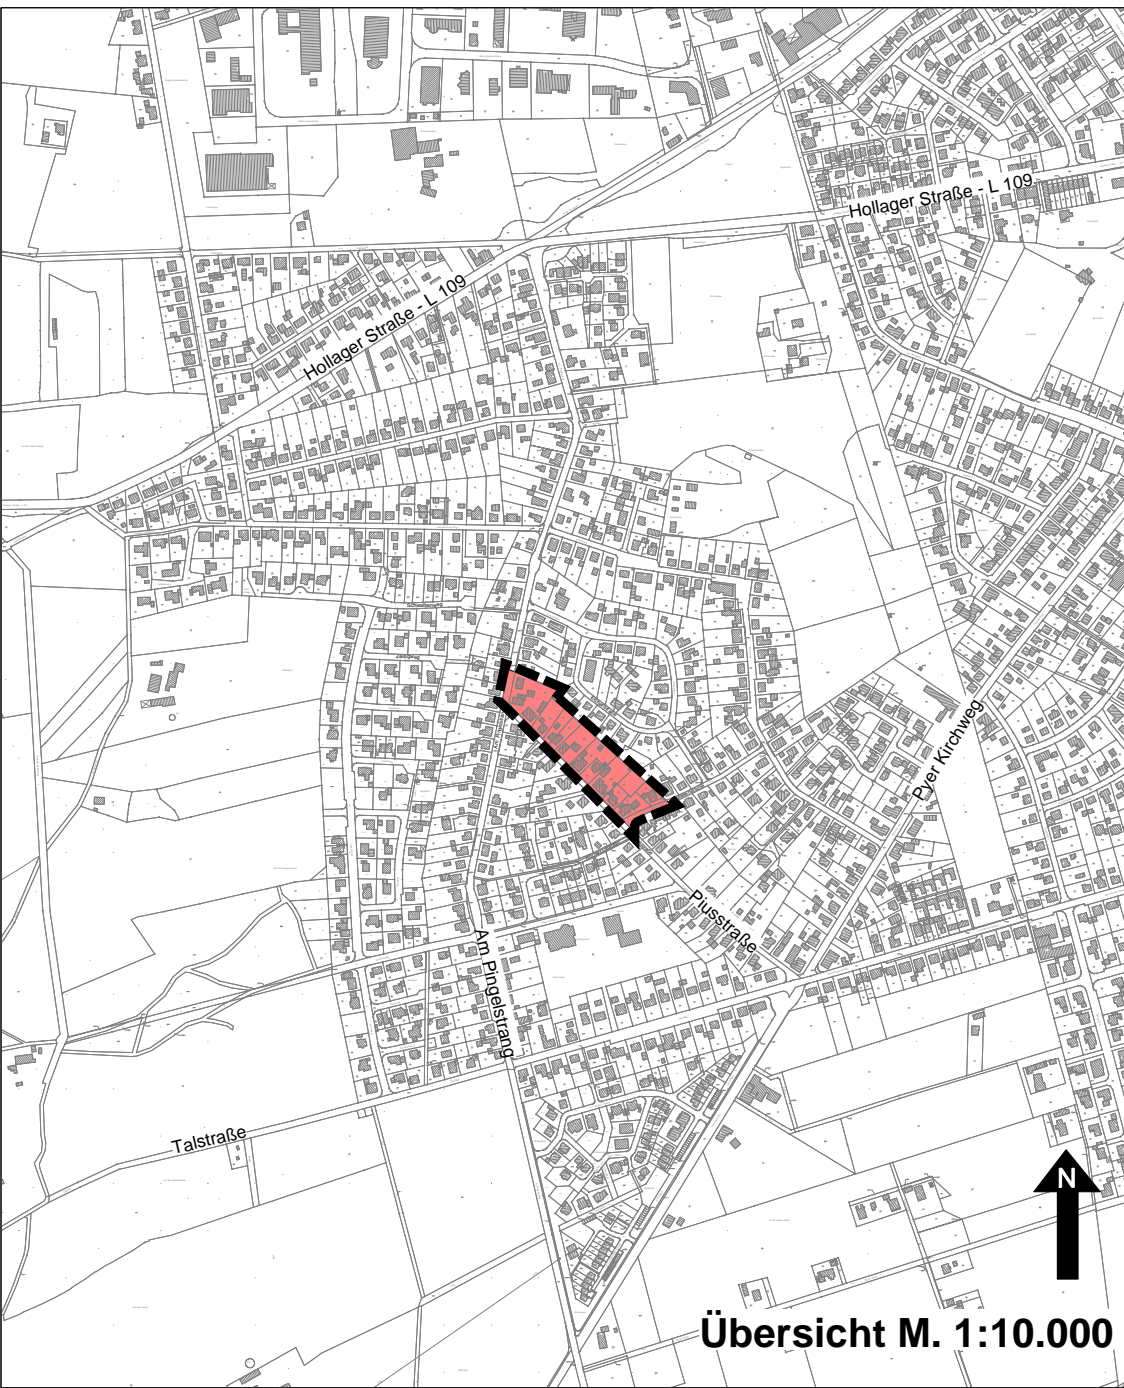 Hollager Straße - L 109
Hollager Straße - L 109
Pyer Kirchweg
Piusstraße
Am Pingelstrang
Talstraße
N
Übersicht M. 1:10.000